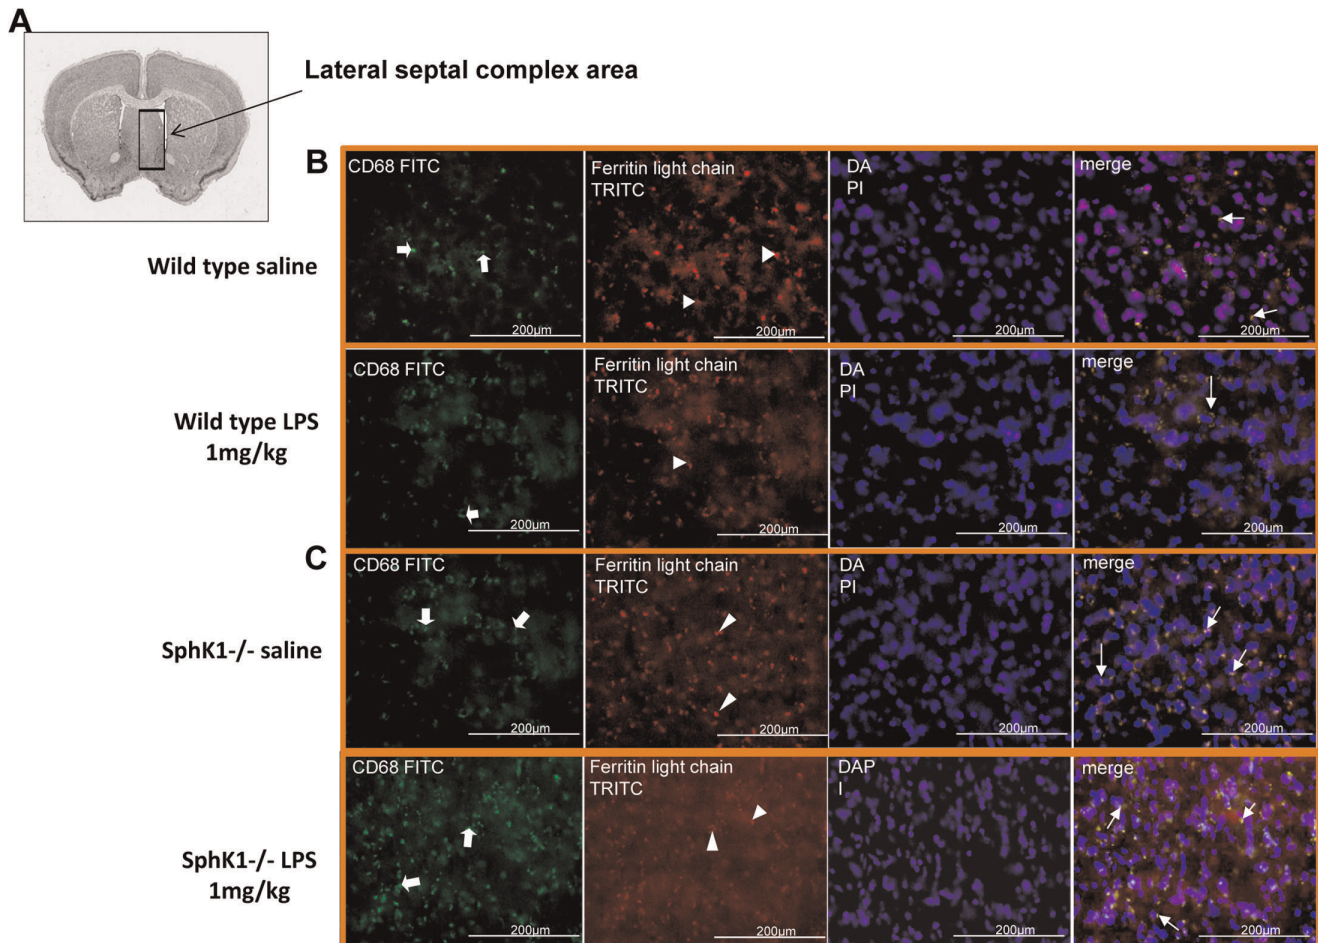 A
Lateral septal complex area
B
Wild type saline
CD68 FITC
200µm
Ferritin light chain
TRITC
200µm
DA
PI
200µm
merge
200µm
Wild type LPS
1mg/kg
CD68 FITC
200µm
Ferritin light chain
TRITC
200µm
DA
PI
200µm
merge
200µm
C
SphK1-/- saline
CD68 FITC
200µm
Ferritin light chain
TRITC
200µm
DA
PI
200µm
merge
200µm
SphK1-/- LPS
1mg/kg
CD68 FITC
200µm
Ferritin light chain
TRITC
200µm
DAP
I
200µm
merge
200µm